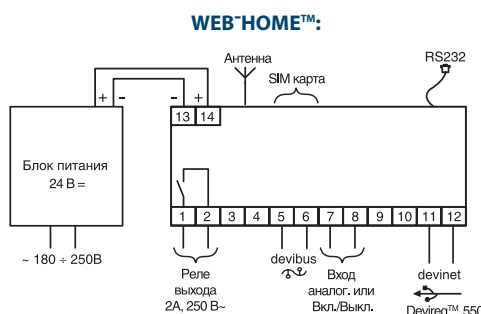 WEB-HOME™:
Антенна
RS232
SIM карта
+ - - +
13 14
Блок питания
24 В =
1 2 3 4 5 6 7 8 9 10 11 12
~ 180 ÷ 250В
Реле
выхода
2А, 250 В~
devibus
Вход
аналог. или
Вкл./Выкл.
devinet
Devireg™ 550